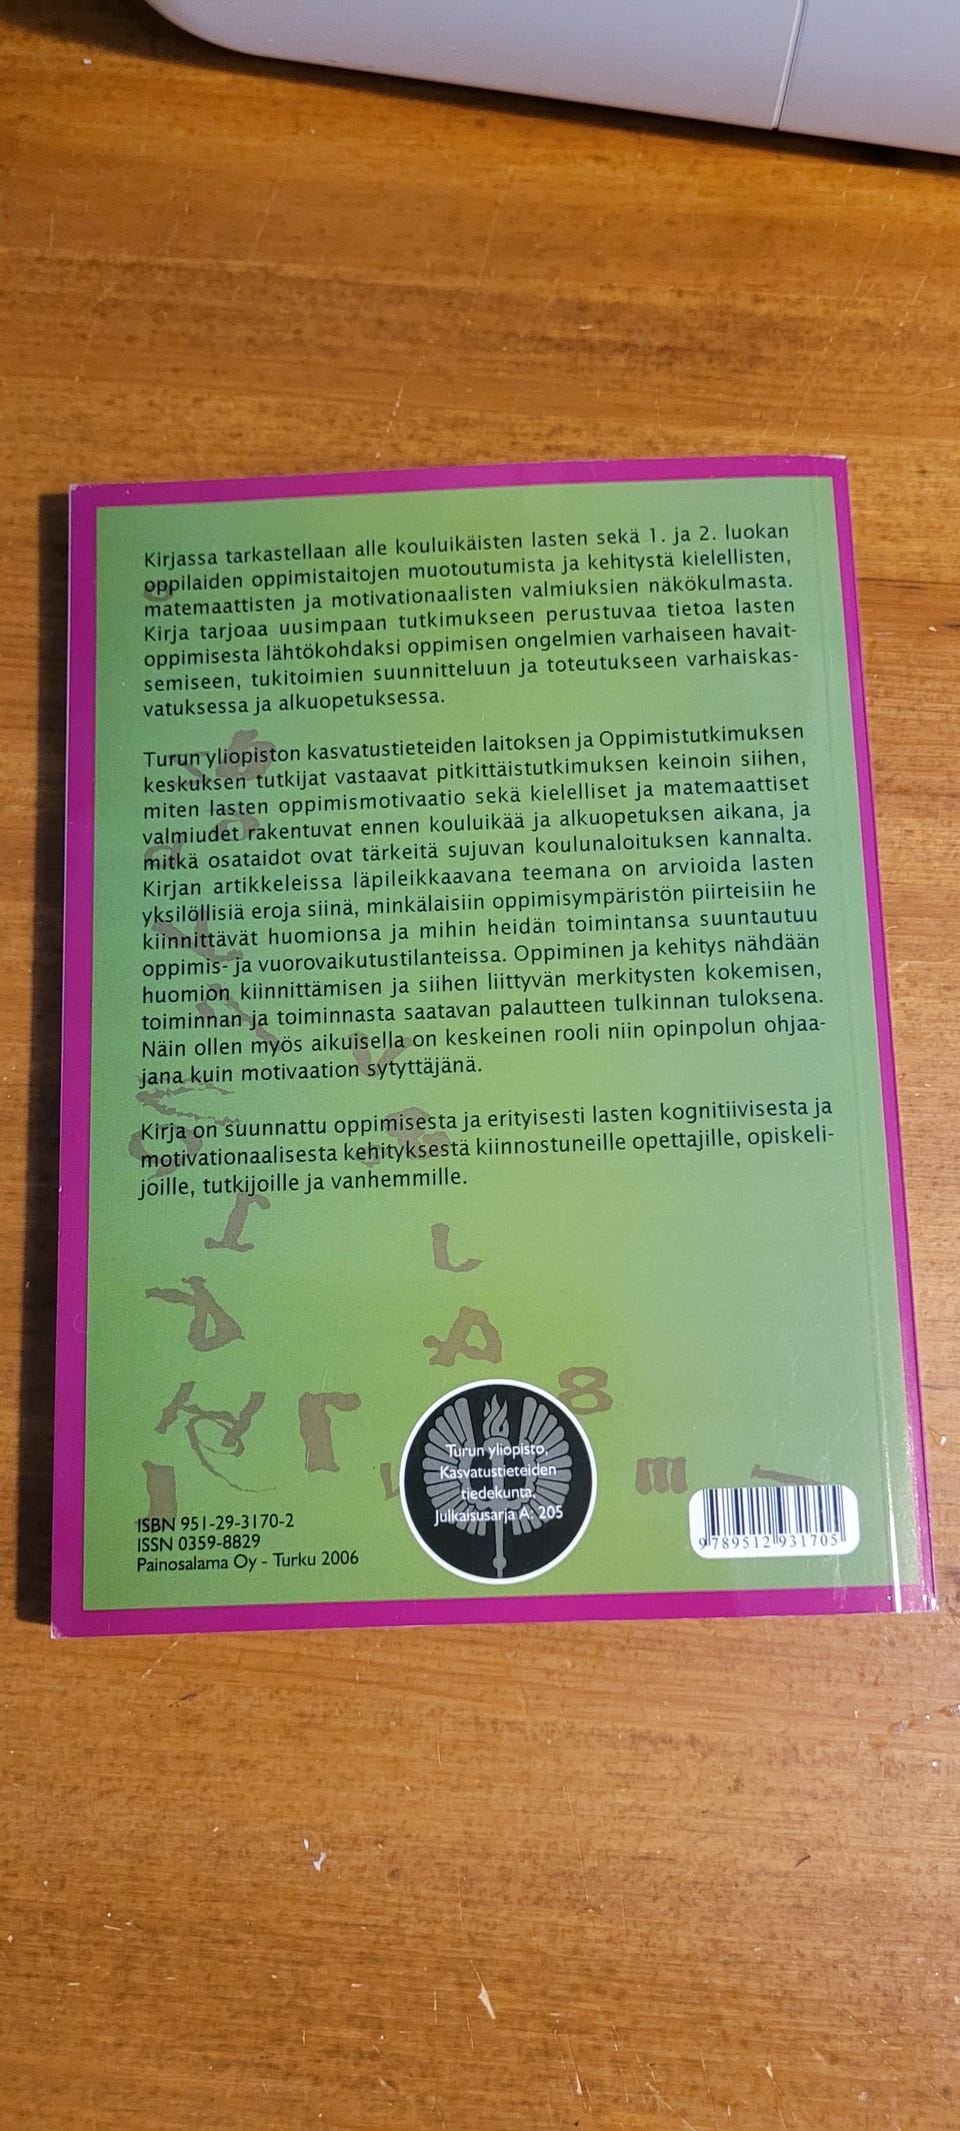 Kirjassa tarkastellaan alle kouluikäisten lasten sekä 1. ja 2. luokan
oppilaiden oppimistaitojen muotoutumista ja kehitystä kielellisten,
matemaattisten ja motivationaalisten valmiuksien näkökulmasta.
Kirja tarjoaa uusimpaan tutkimukseen perustuvaa tietoa lasten
oppimisesta lähtökohdaksi oppimisen ongelmien varhaiseen havait-
semiseen, tukitoimien suunnitteluun ja toteutukseen varhaiskas-
vatuksessa ja alkuopetuksessa.
Turun yliopiston kasvatustieteiden laitoksen ja Oppimistutkimuksen
keskuksen tutkijat vastaavat pitkittäistutkimuksen keinoin siihen,
miten lasten oppimismotivaatio sekä kielelliset ja matemaattiset
valmiudet rakentuvat ennen kouluikää ja alkuopetuksen aikana, ja
mitkä osataidot ovat tärkeitä sujuvan koulunaloituksen kannalta.
Kirjan artikkeleissa läpileikkaavana teemana on arvioida lasten
yksilöllisiä eroja siinä, minkälaisiin oppimisympäristön piirteisiin he
kiinnittävät huomionsa ja mihin heidän toimintansa suuntautuu
oppimis- ja vuorovaikutustilanteissa. Oppiminen ja kehitys nähdään
huomion kiinnittämisen ja siihen liittyvän merkitysten kokemisen,
toiminnan ja toiminnasta saatavan palautteen tulkinnan tuloksena.
Näin ollen myös aikuisella on keskeinen rooli niin opinpolun ohjaa-
jana kuin motivaation sytyttäjänä.
Kirja on suunnattu oppimisesta ja erityisesti lasten kognitiivisesta ja
motivationaalisesta kehityksestä kiinnostuneille opettajille, opiskeli-
joille, tutkijoille ja vanhemmille.
Turun yliopisto,
Kasvatustieteiden
tiedekunta,
Julkaisusarja A: 205
ISBN 951-29-3170-2
ISSN 0359-8829
Painosalama Oy - Turku 2006
9789512931705